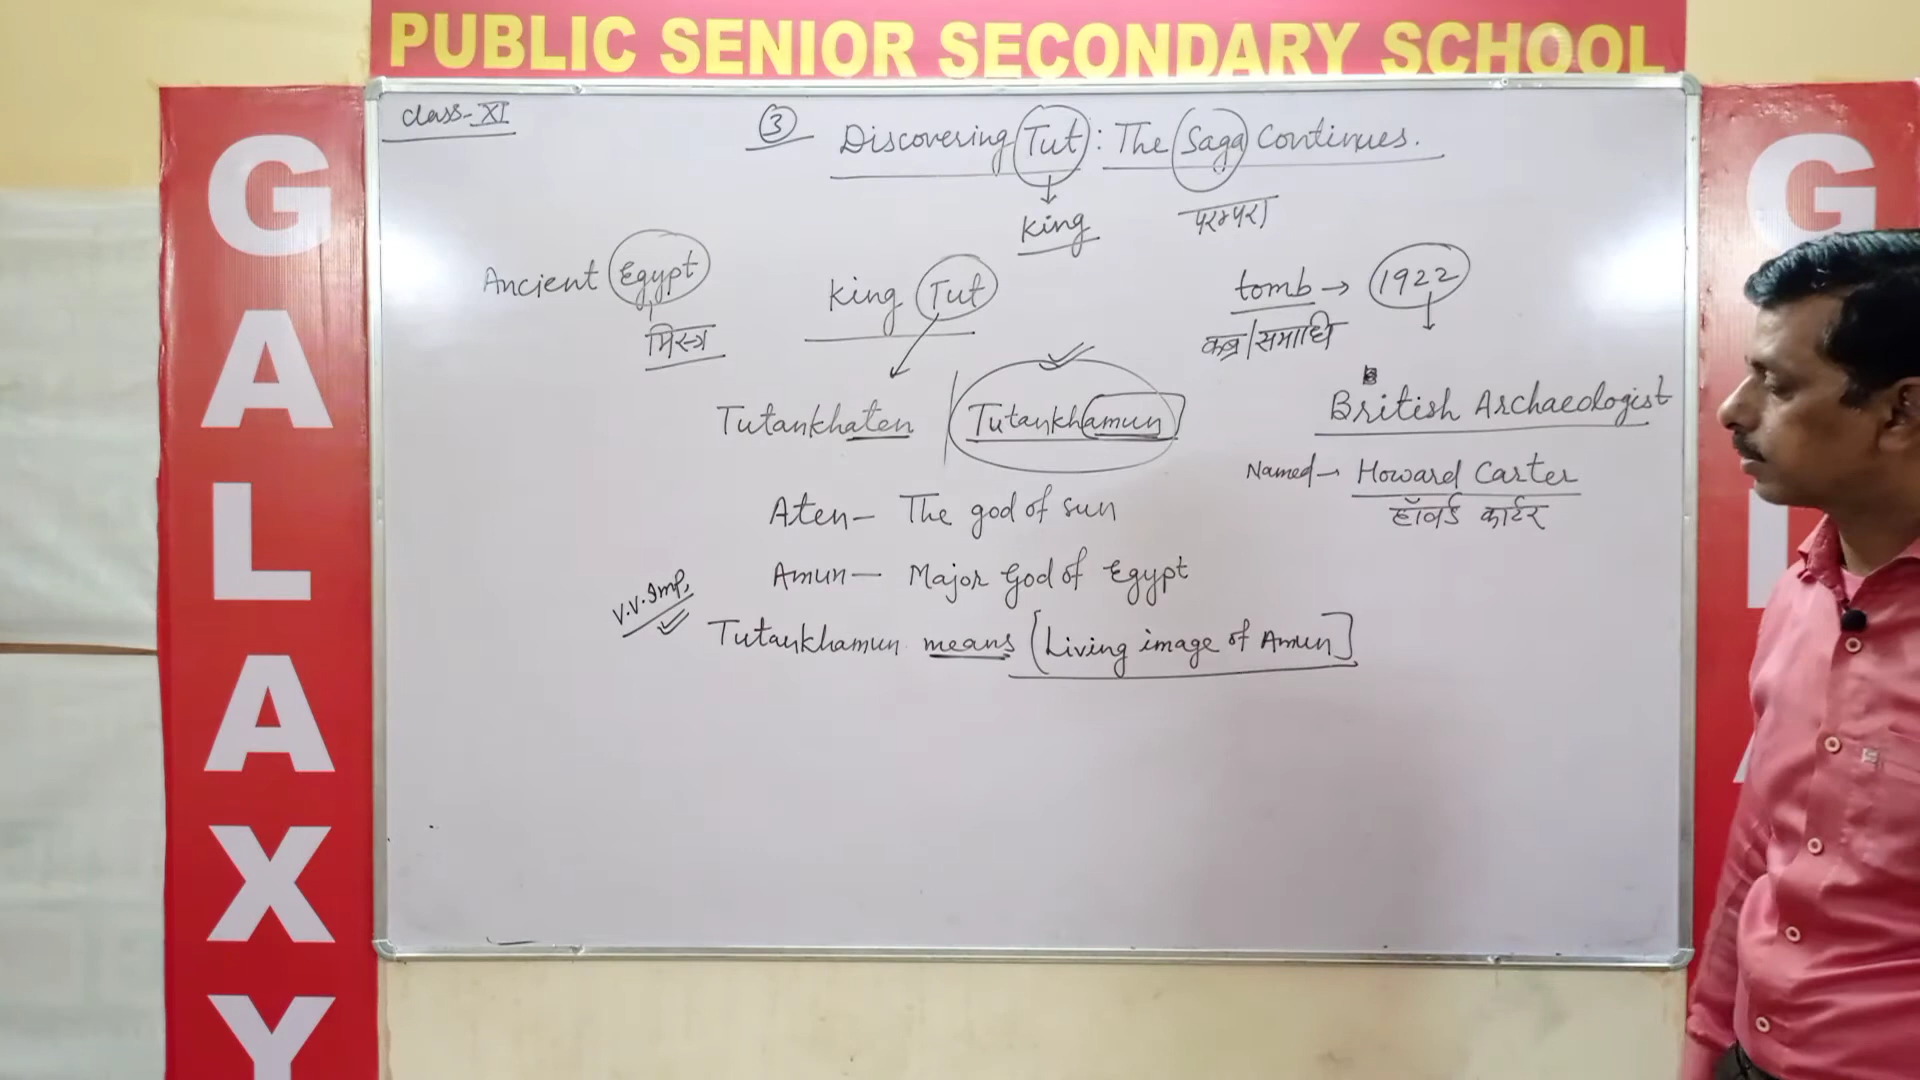 PUBLIC SENIOR SECONDARY SCHOOL
GALAXY
G
class-XI
③ Discovering Tut: The Saga Continues.
king
परम्परा
Ancient Egypt
मिस्त्र
King Tut
tomb → 1922
कब्र/समाधि
Tutankhaten
Tutankhamun
British Archaeologist
Named → Howard Carter
हॉवर्ड कार्टर
Aten — The god of sun
Amun — Major God of Egypt
V.V.Imp.
Tutankhamun means [Living image of Amun]